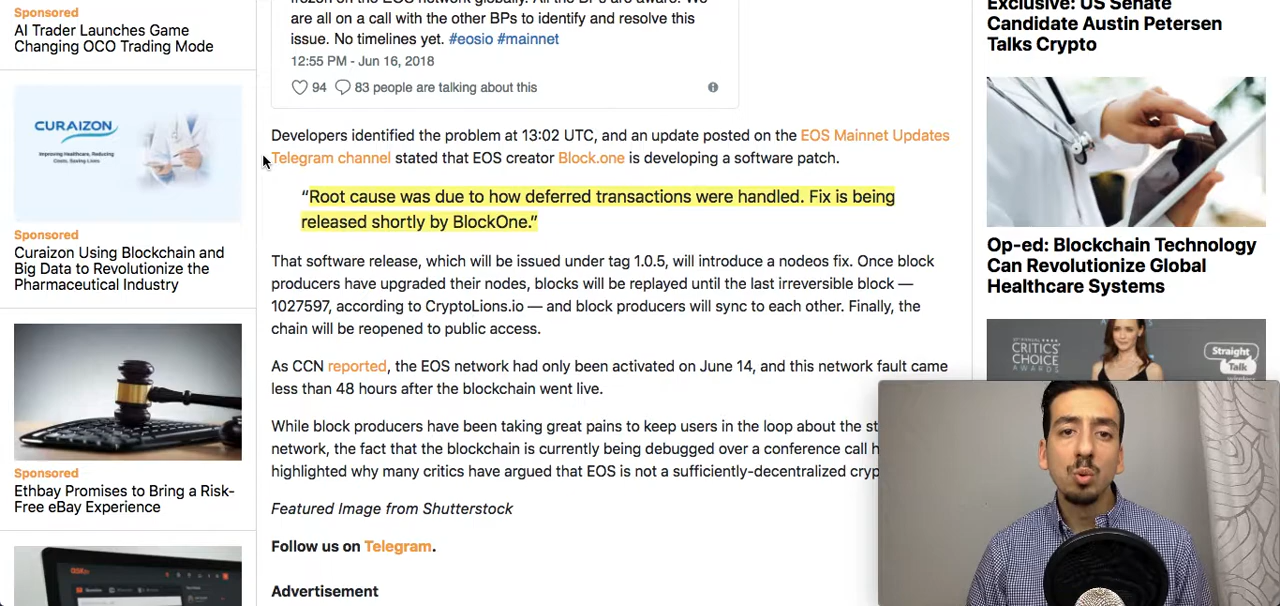 Sponsored
AI Trader Launches Game
Changing OCO Trading Mode
CURAIZON
Improving Healthcare, Reducing
Costs, Saving Lives
Sponsored
Curaizon Using Blockchain and
Big Data to Revolutionize the
Pharmaceutical Industry
Sponsored
Ethbay Promises to Bring a Risk-
Free eBay Experience
frozen on the EOS network globally. All the BPs are aware. We
are all on a call with the other BPs to identify and resolve this
issue. No timelines yet. #eosio #mainnet
12:55 PM - Jun 16, 2018
94 83 people are talking about this
Developers identified the problem at 13:02 UTC, and an update posted on the EOS Mainnet Updates
Telegram channel stated that EOS creator Block.one is developing a software patch.
“Root cause was due to how deferred transactions were handled. Fix is being
released shortly by BlockOne.”
That software release, which will be issued under tag 1.0.5, will introduce a nodeos fix. Once block
producers have upgraded their nodes, blocks will be replayed until the last irreversible block —
1027597, according to CryptoLions.io — and block producers will sync to each other. Finally, the
chain will be reopened to public access.
As CCN reported, the EOS network had only been activated on June 14, and this network fault came
less than 48 hours after the blockchain went live.
While block producers have been taking great pains to keep users in the loop about the st
network, the fact that the blockchain is currently being debugged over a conference call h
highlighted why many critics have argued that EOS is not a sufficiently-decentralized cryp
Featured Image from Shutterstock
Follow us on Telegram.
Advertisement
Exclusive: US Senate
Candidate Austin Petersen
Talks Crypto
Op-ed: Blockchain Technology
Can Revolutionize Global
Healthcare Systems
CRITICS'
CHOICE
AWARDS
Straight
Talk